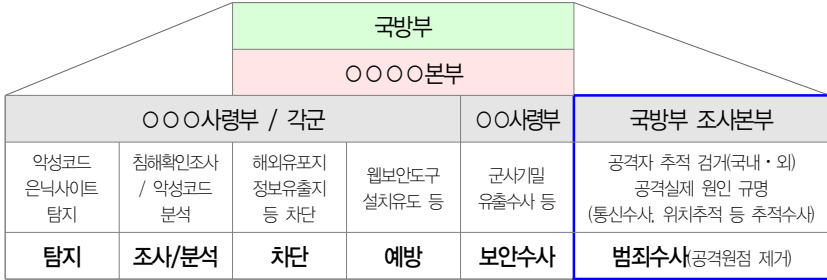 국방부
○○○○본부
○○○사령부 / 각군
○○사령부
국방부 조사본부
악성코드
은닉사이트
탐지
침해확인조사
/ 악성코드
분석
해외유포지
정보유출지
등 차단
웹보안도구
설치유도 등
군사기밀
유출수사 등
공격자 추적 검거(국내・외)
공격실제 원인 규명
(통신수사, 위치추적 등 추적수사)
탐지
조사/분석
차단
예방
보안수사
범죄수사(공격원점 제거)